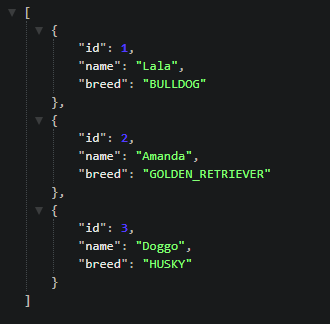 [
{
"id": 1,
"name": "Lala",
"breed": "BULLDOG"
},
{
"id": 2,
"name": "Amanda",
"breed": "GOLDEN_RETRIEVER"
},
{
"id": 3,
"name": "Doggo",
"breed": "HUSKY"
}
]